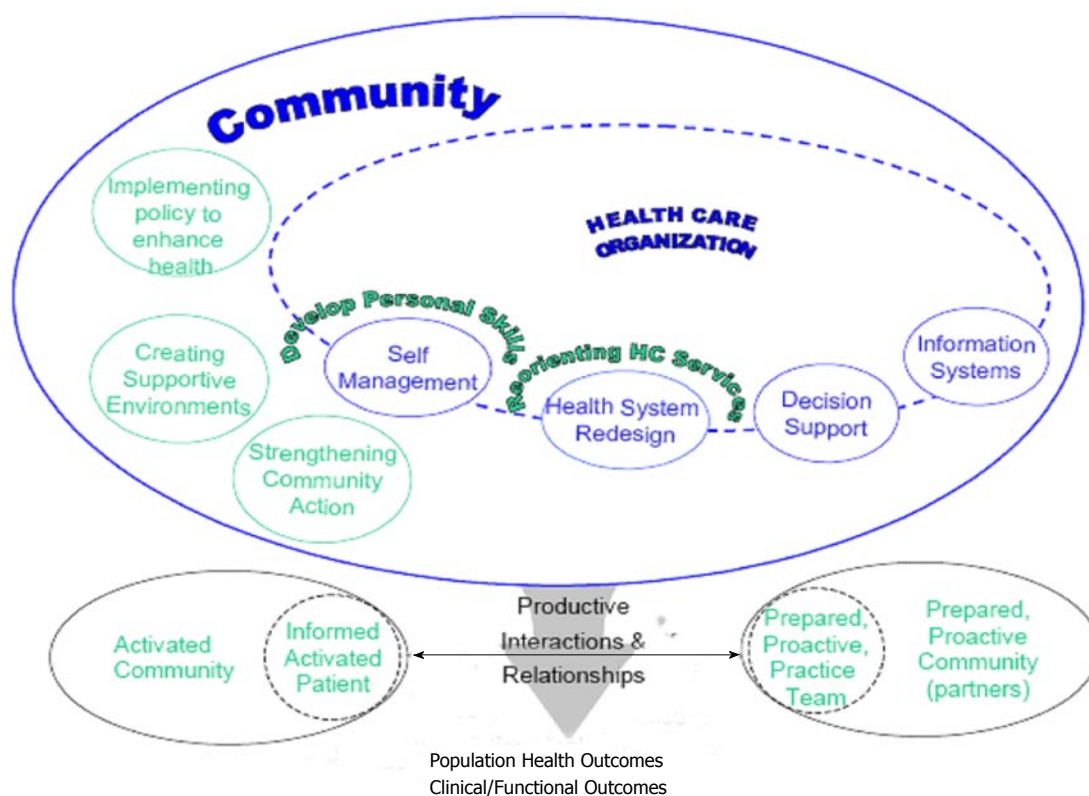 Community
Implementing
policy to
enhance
health
HEALTH CARE
ORGANIZATION
Develop Personal Skills
Reorenting HC Services
Creating
Supportive
Environments
Self
Management
Information
Systems
Health System
Redesign
Decision
Support
Strengthening
Community
Action
Activated
Community
Informed
Activated
Patient
Productive
Interactions &
Relationships
Prepared,
Proactive,
Practice
Team
Prepared,
Proactive
Community
(partners)
Population Health Outcomes
Clinical/Functional Outcomes